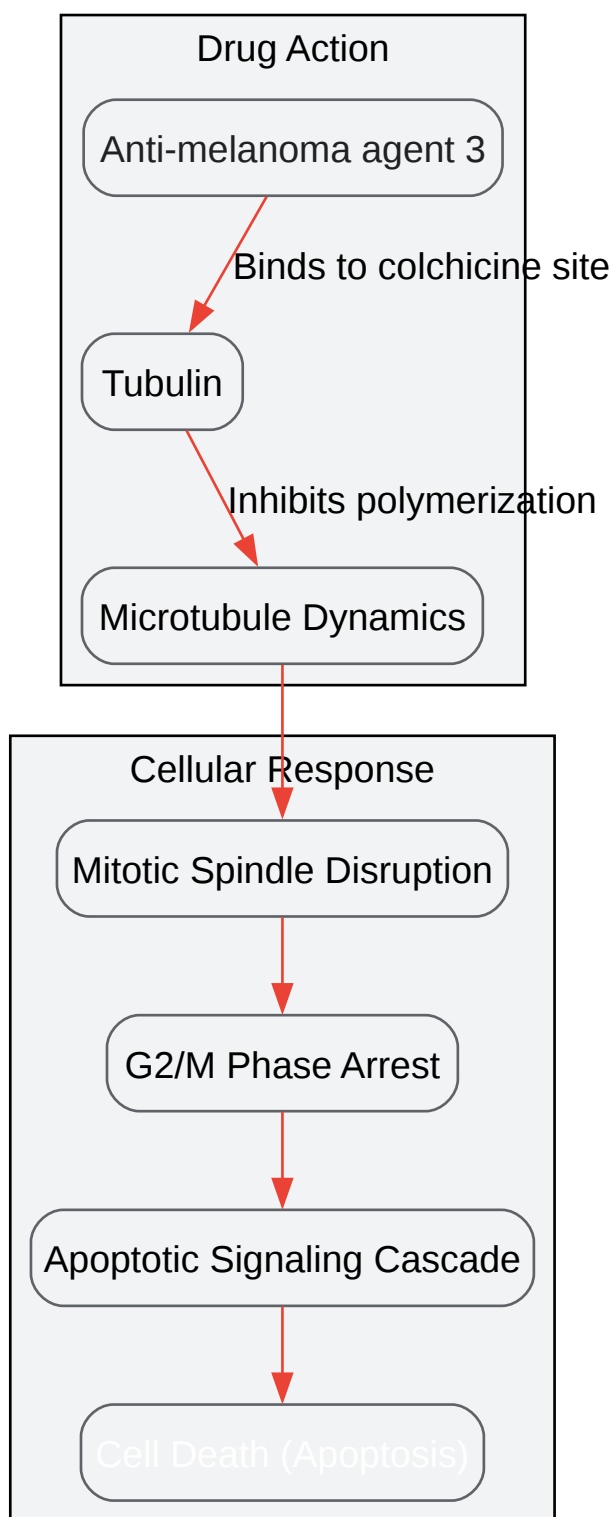 Drug Action
Anti-melanoma agent 3
Binds to colchicine site
Tubulin
Inhibits polymerization
Microtubule Dynamics
Cellular Response
Mitotic Spindle Disruption
G2/M Phase Arrest
Apoptotic Signaling Cascade
Cell Death (Apoptosis)